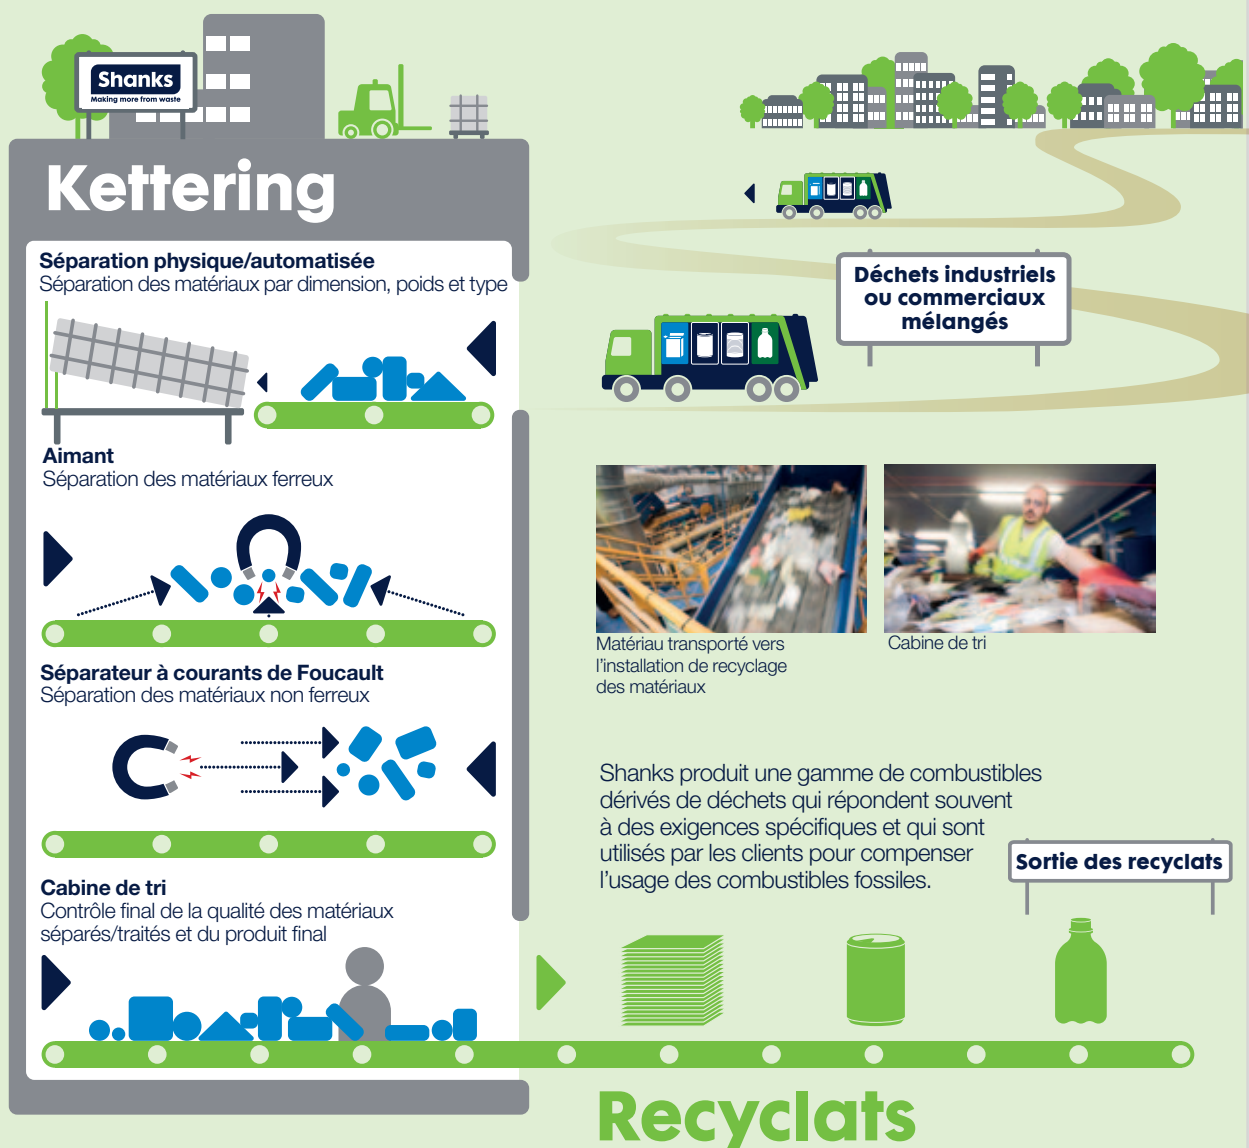 Shanks
Making more from waste
Kettering
Séparation physique/automatisée
Séparation des matériaux par dimension, poids et type
Aimant
Séparation des matériaux ferreux
Séparateur à courants de Foucault
Séparation des matériaux non ferreux
Cabine de tri
Contrôle final de la qualité des matériaux
séparés/traités et du produit final
Déchets industriels
ou commerciaux
mélangés
Matériau transporté vers
l'installation de recyclage
des matériaux
Cabine de tri
Shanks produit une gamme de combustibles
dérivés de déchets qui répondent souvent
à des exigences spécifiques et qui sont
utilisés par les clients pour compenser
l'usage des combustibles fossiles.
Sortie des recyclats
Recyclats